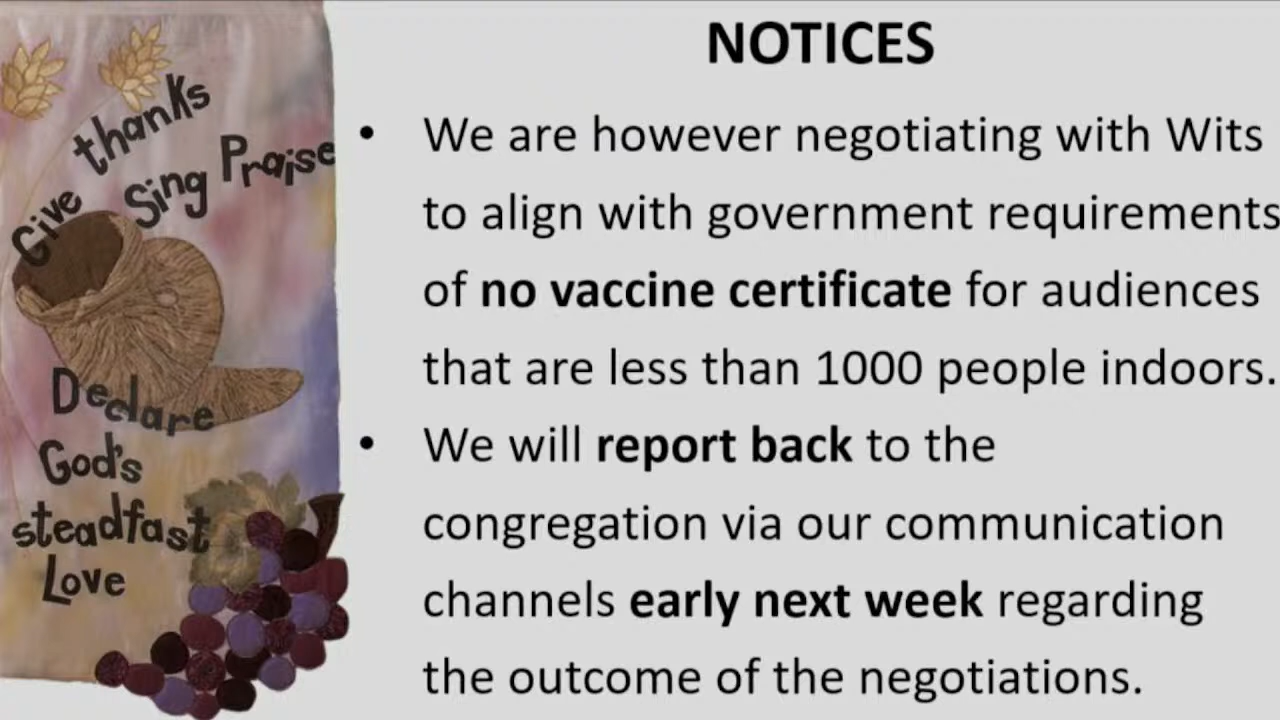 Give thanks
Sing Praise
Declare
God's
steadfast
Love
NOTICES
• We are however negotiating with Wits
to align with government requirements
of no vaccine certificate for audiences
that are less than 1000 people indoors.
• We will report back to the
congregation via our communication
channels early next week regarding
the outcome of the negotiations.